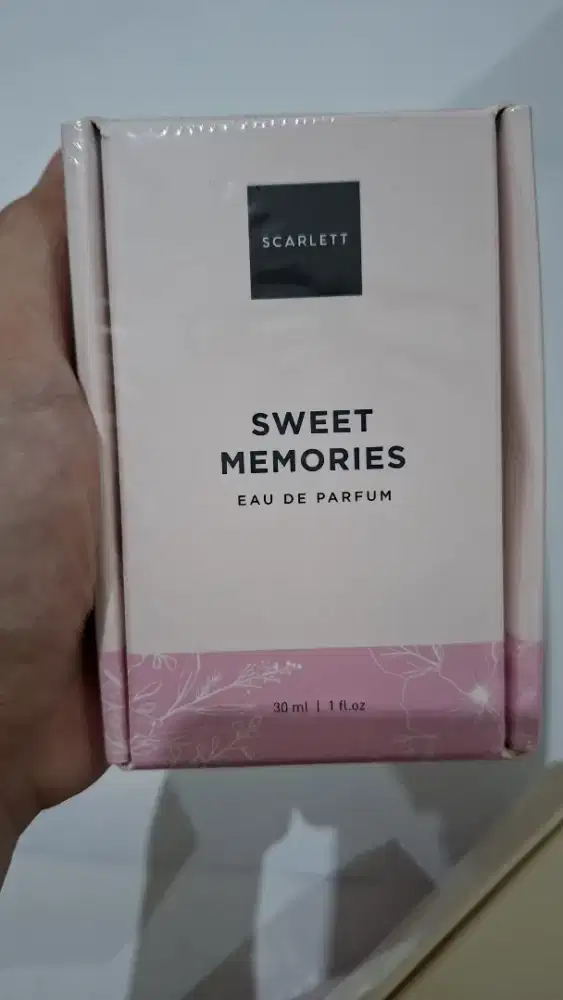 SCARLETT
SWEET
MEMORIES
EAU DE PARFUM
30 ml | 1 fl.oz